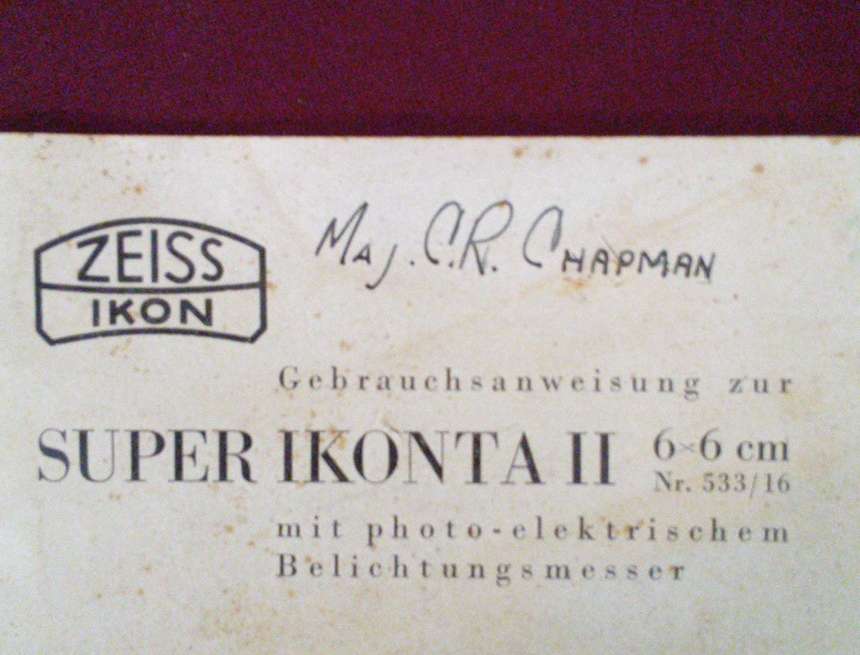 ZEISS
IKON
Maj. C.R. Chapman
Gebrauchsanweisung zur
SUPER IKONTA II 6×6 cm
Nr. 533/16
mit photo-elektrischem
Belichtungsmesser